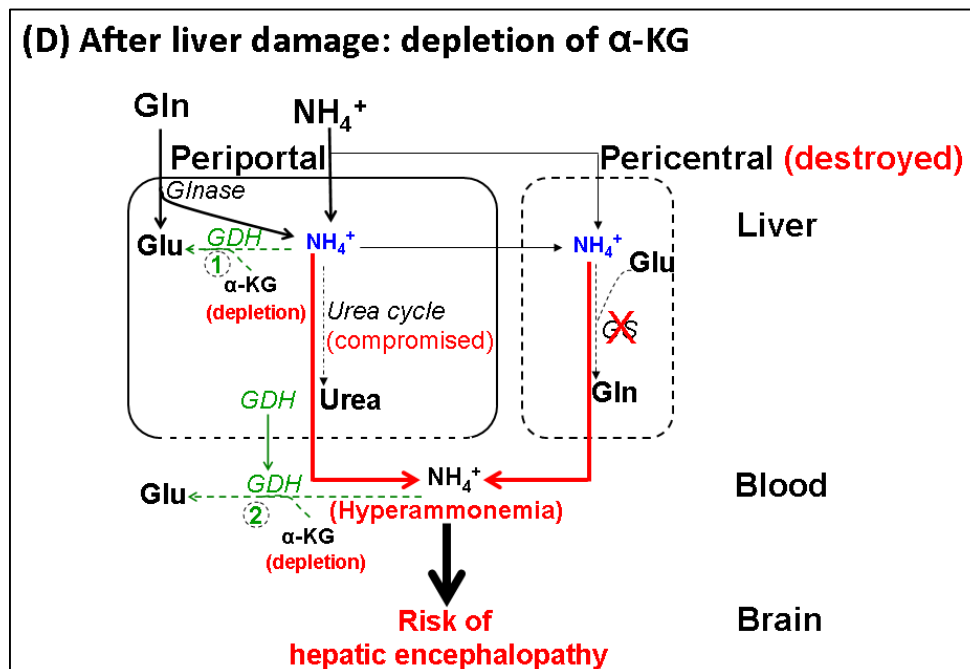 (D) After liver damage: depletion of α-KG
Gln
NH₄⁺
Periportal
Pericentral (destroyed)
Glnase
Liver
Glu
GDH
NH₄⁺
NH₄⁺
Glu
1
α-KG
(depletion)
Urea cycle
(compromised)
GS
X
Urea
Gln
GDH
NH₄⁺
Blood
Glu
GDH
2
(Hyperammonemia)
α-KG
(depletion)
Risk of
hepatic encephalopathy
Brain